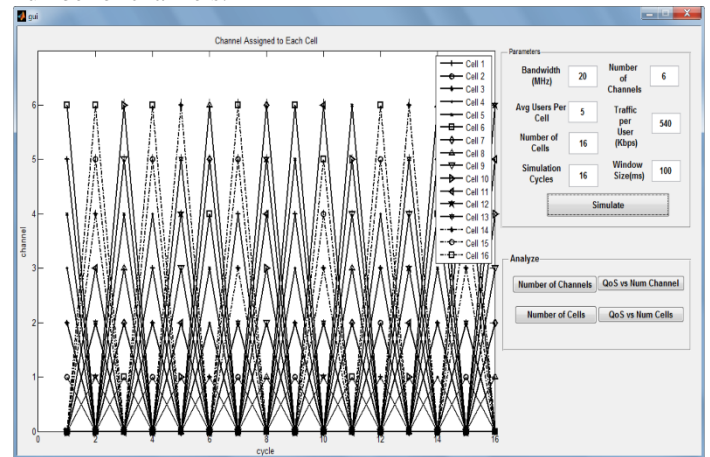 gui
Channel Assigned to Each Cell
channel
6
5
4
3
2
1
0
0 2 4 6 8 10 12 14 16
cycle
Cell 1
Cell 2
Cell 3
Cell 4
Cell 5
Cell 6
Cell 7
Cell 8
Cell 9
Cell 10
Cell 11
Cell 12
Cell 13
Cell 14
Cell 15
Cell 16
Parameters
Bandwidth
(MHz)
20
Number
of
Channels
6
Avg Users Per
Cell
5
Traffic
per
User
(Kbps)
540
Number of
Cells
16
Simulation
Cycles
16
Window
Size(ms)
100
Simulate
Analyze
Number of Channels
QoS vs Num Channel
Number of Cells
QoS vs Num Cells